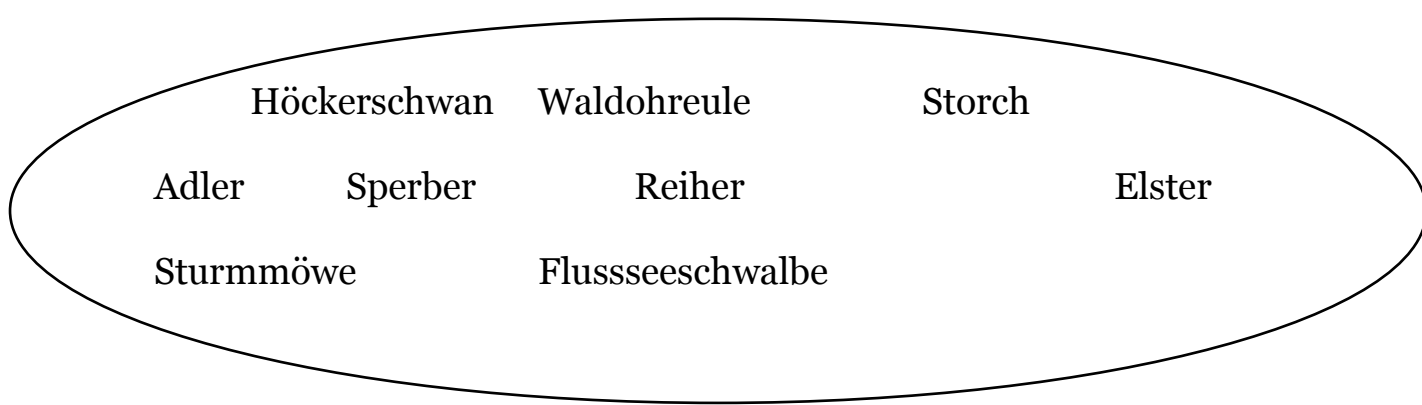 Höckerschwan Waldohreule Storch
Adler Sperber Reiher Elster
Sturmmöwe Flussseeschwalbe